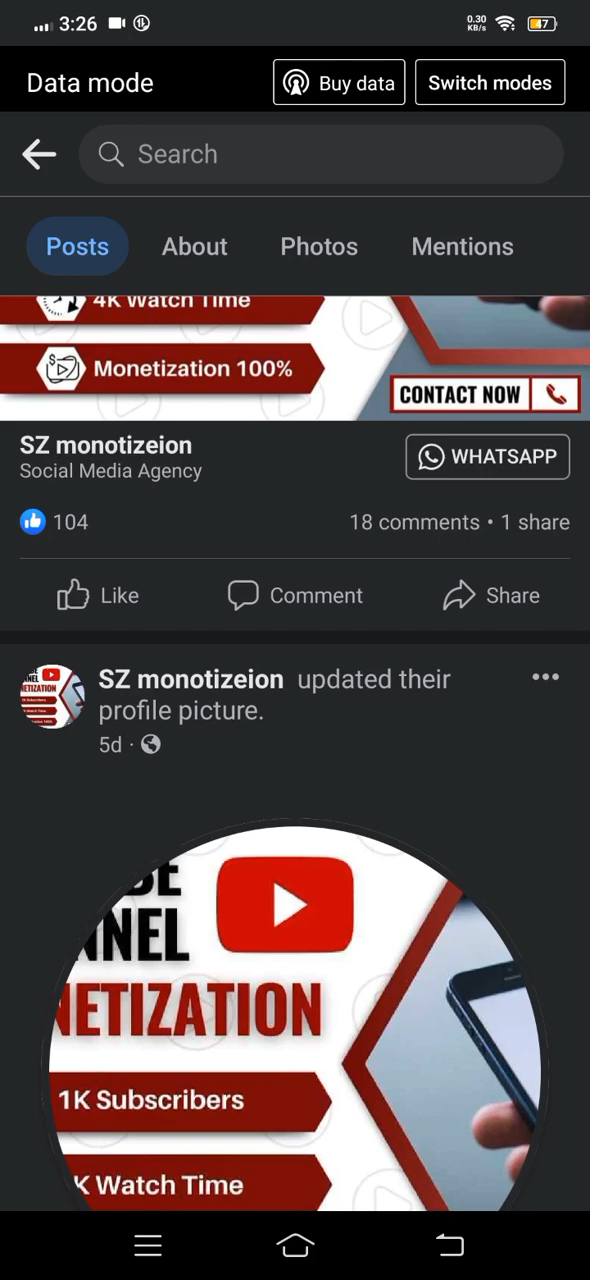 3:26
0.30
KB/s
47
Data mode
Buy data
Switch modes
Search
Posts
About
Photos
Mentions
4K Watch Time
$
Monetization 100%
CONTACT NOW
SZ monotizeion
Social Media Agency
WHATSAPP
104
18 comments • 1 share
Like
Comment
Share
SZ monotizeion updated their
profile picture.
5d ·
BE
NNEL
NETIZATION
1K Subscribers
K Watch Time